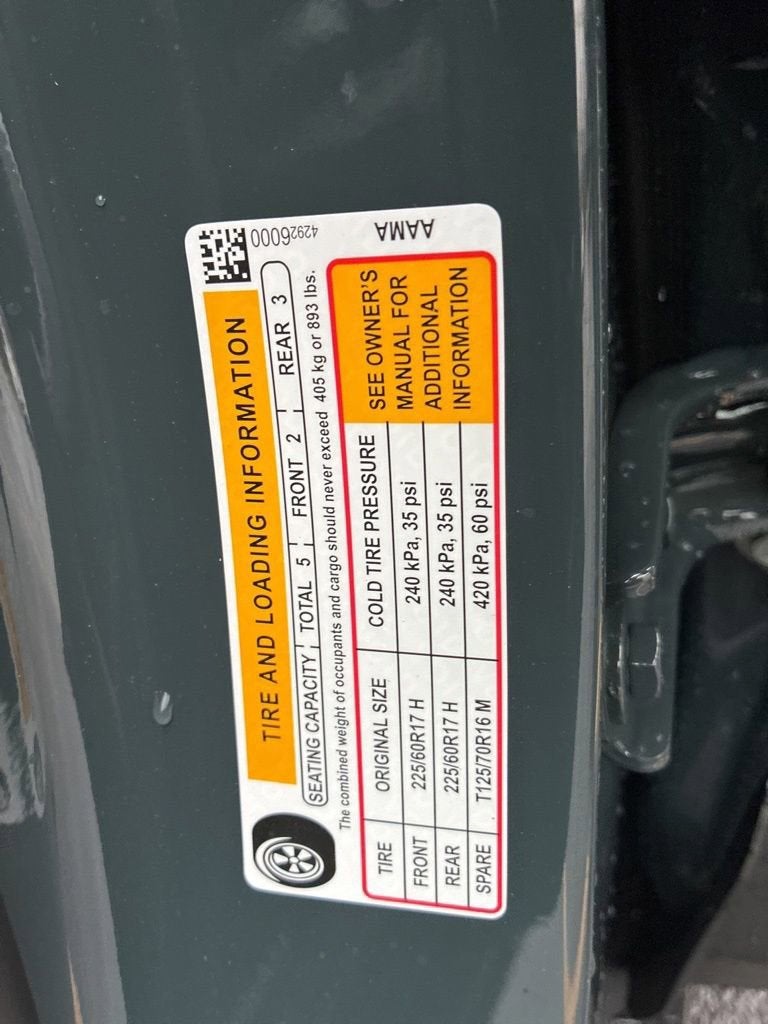 42926000
TIRE AND LOADING INFORMATION
SEATING CAPACITY TOTAL 5 FRONT 2 REAR 3
The combined weight of occupants and cargo should never exceed 405 kg or 893 lbs.
AAMA
TIRE ORIGINAL SIZE COLD TIRE PRESSURE
FRONT 225/60R17 H 240 kPa, 35 psi
REAR 225/60R17 H 240 kPa, 35 psi
SPARE T125/70R16 M 420 kPa, 60 psi
SEE OWNER'S
MANUAL FOR
ADDITIONAL
INFORMATION